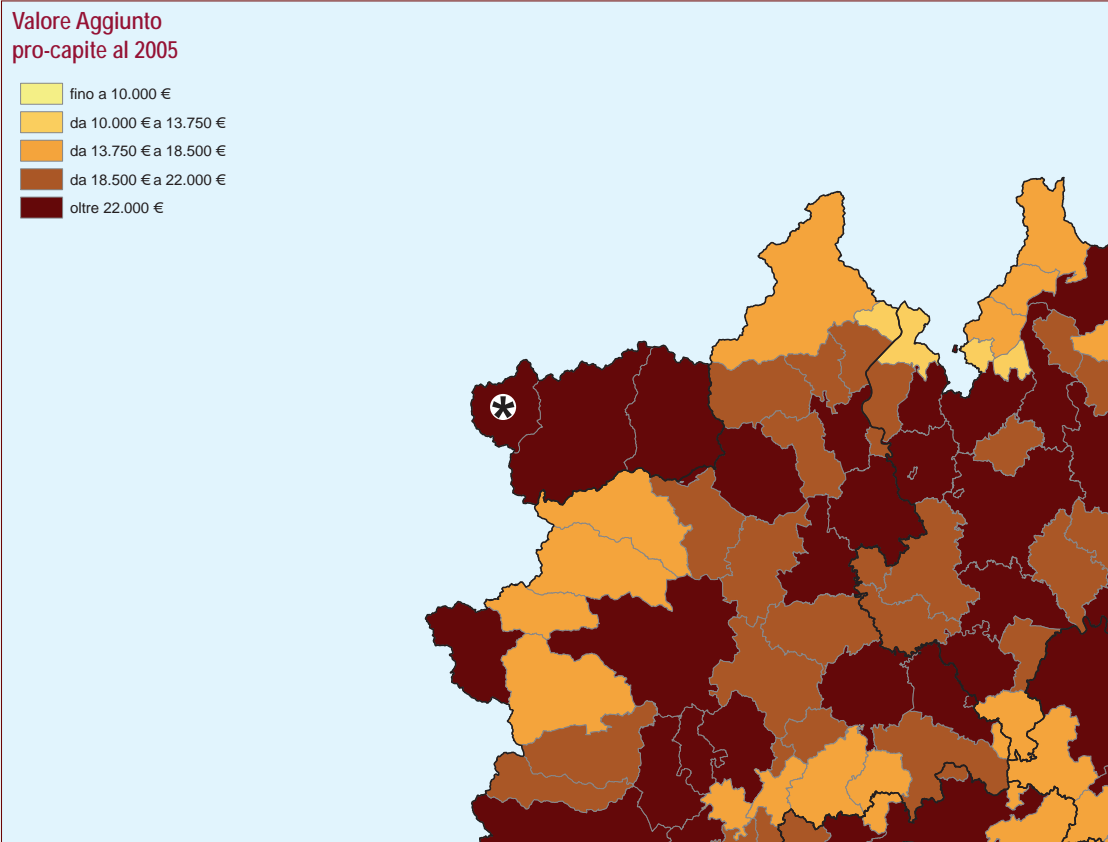 Valore Aggiunto
pro-capite al 2005
fino a 10.000 €
da 10.000 € a 13.750 €
da 13.750 € a 18.500 €
da 18.500 € a 22.000 €
oltre 22.000 €